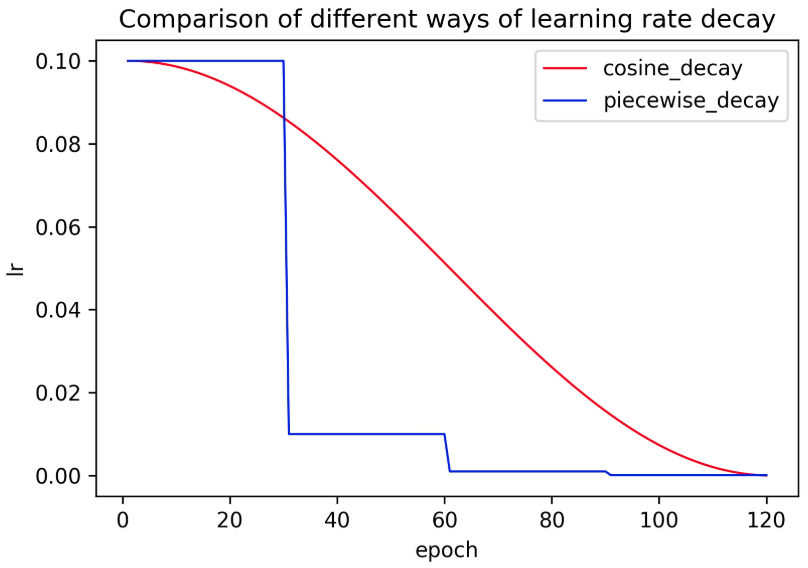 Comparison of different ways of learning rate decay
cosine_decay
piecewise_decay
0.10
0.08
0.06
0.04
0.02
0.00
lr
0 20 40 60 80 100 120
epoch